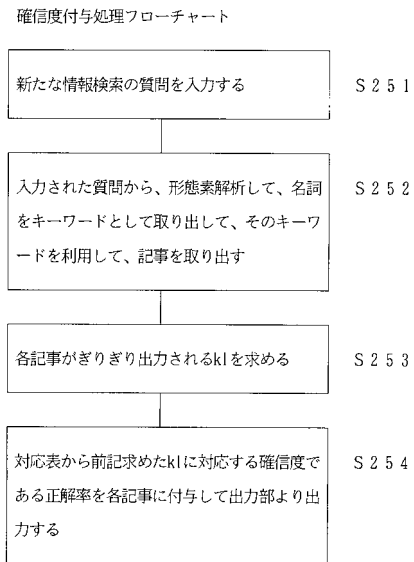 確信度付与処理フローチャート
新たな情報検索の質問を入力する
S251
入力された質問から、形態素解析して、名詞
をキーワードとして取り出して、そのキーワ
ードを利用して、記事を取り出す
S252
各記事がぎりぎり出力されるklを求める
S253
対応表から前記求めたklに対応する確信度で
ある正解率を各記事に付与して出力部より出
力する
S254